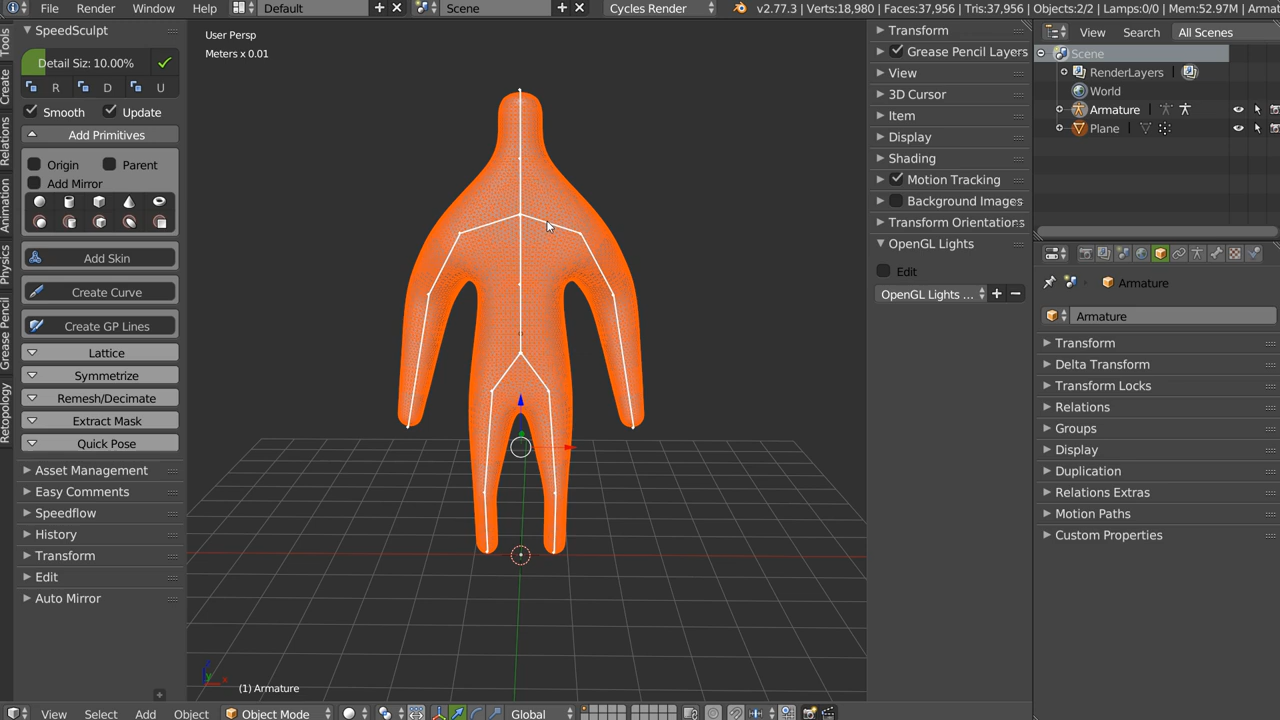 File Render Window Help Default Scene Cycles Render v2.77.3 | Verts:18,980 | Faces:37,956 | Tris:37,956 | Objects:2/2 | Lamps:0/0 | Mem:52.97M | Armat
Tools
Create
Relations
Animation
Physics
Grease Pencil
Retopology
SpeedSculpt
Detail Siz: 10.00%
R D U
Smooth Update
Add Primitives
Origin Parent
Add Mirror
Add Skin
Create Curve
Create GP Lines
Lattice
Symmetrize
Remesh/Decimate
Extract Mask
Quick Pose
Asset Management
Easy Comments
Speedflow
History
Transform
Edit
Auto Mirror
User Persp
Meters x 0.01
(1) Armature
View Select Add Object Object Mode Global
Transform
Grease Pencil Layers
View
3D Cursor
Item
Display
Shading
Motion Tracking
Background Images
Transform Orientations
OpenGL Lights
Edit
OpenGL Lights ...
View Search All Scenes
Scene
RenderLayers
World
Armature
Plane
Armature
Armature
Transform
Delta Transform
Transform Locks
Relations
Groups
Display
Duplication
Relations Extras
Motion Paths
Custom Properties